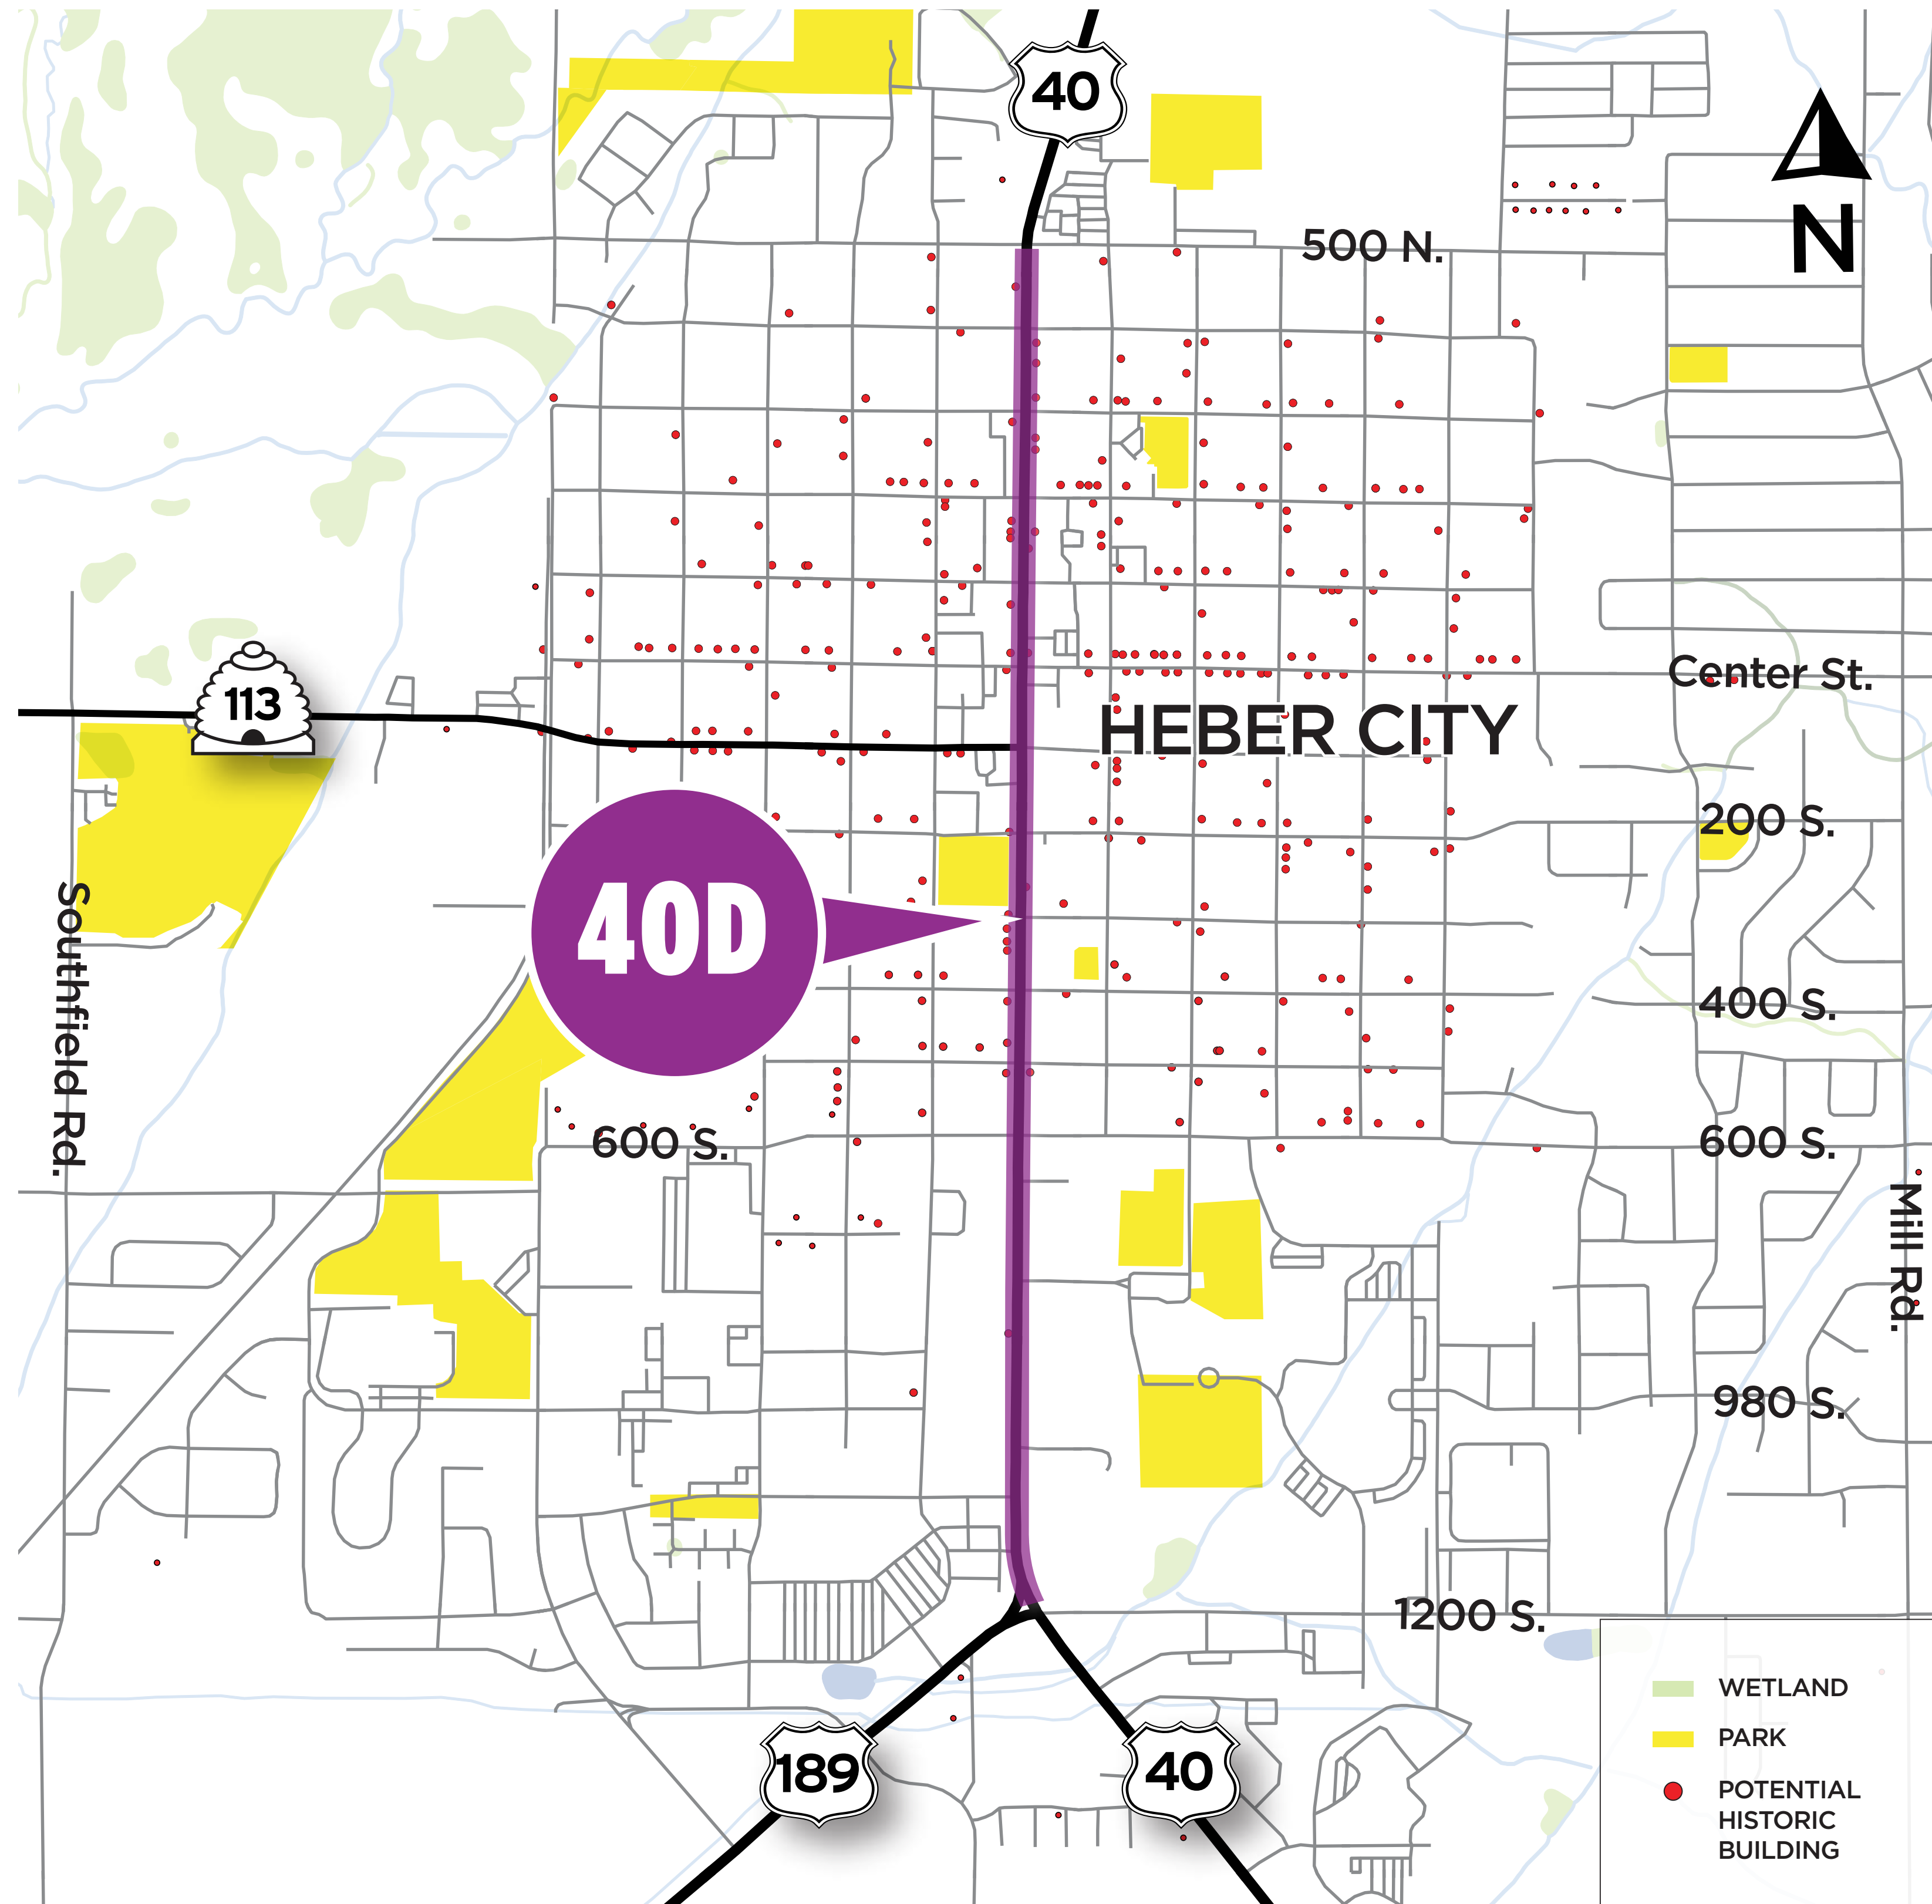 40
N
500 N.
Center St.
113
HEBER CITY
200 S.
40D
Southfield Rd.
400 S.
600 S.
600 S.
Mill Rd.
980 S.
1200 S.
189
40
WETLAND
PARK
POTENTIAL
HISTORIC
BUILDING